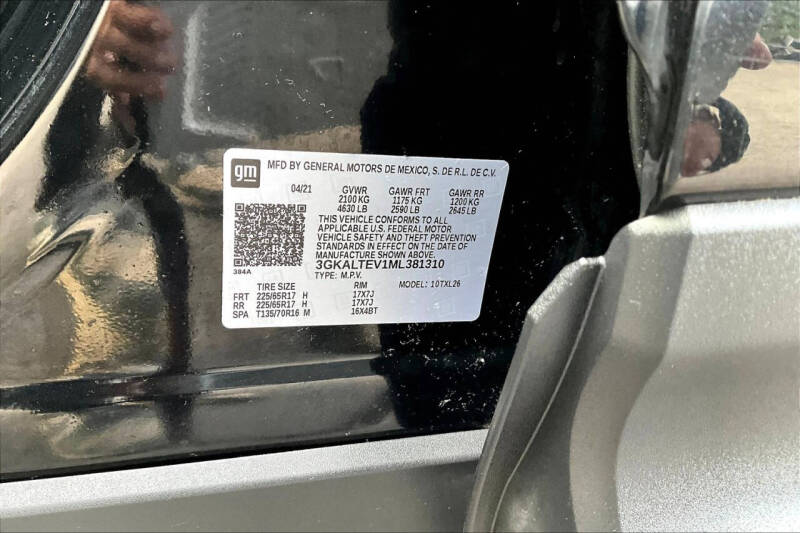 gm MFD BY GENERAL MOTORS DE MEXICO, S. DE R.L. DE C.V.
04/21 GVWR GAWR FRT GAWR RR
2100 KG 1175 KG 1200 KG
4630 LB 2590 LB 2645 LB
THIS VEHICLE CONFORMS TO ALL
APPLICABLE U.S. FEDERAL MOTOR
VEHICLE SAFETY AND THEFT PREVENTION
STANDARDS IN EFFECT ON THE DATE OF
MANUFACTURE SHOWN ABOVE.
3GKALTEV1ML381310
384A
TYPE: M.P.V. MODEL: 10TXL26
TIRE SIZE RIM
FRT 225/65R17 H 17X7J
RR 225/65R17 H 17X7J
SPA T135/70R16 M 16X4BT